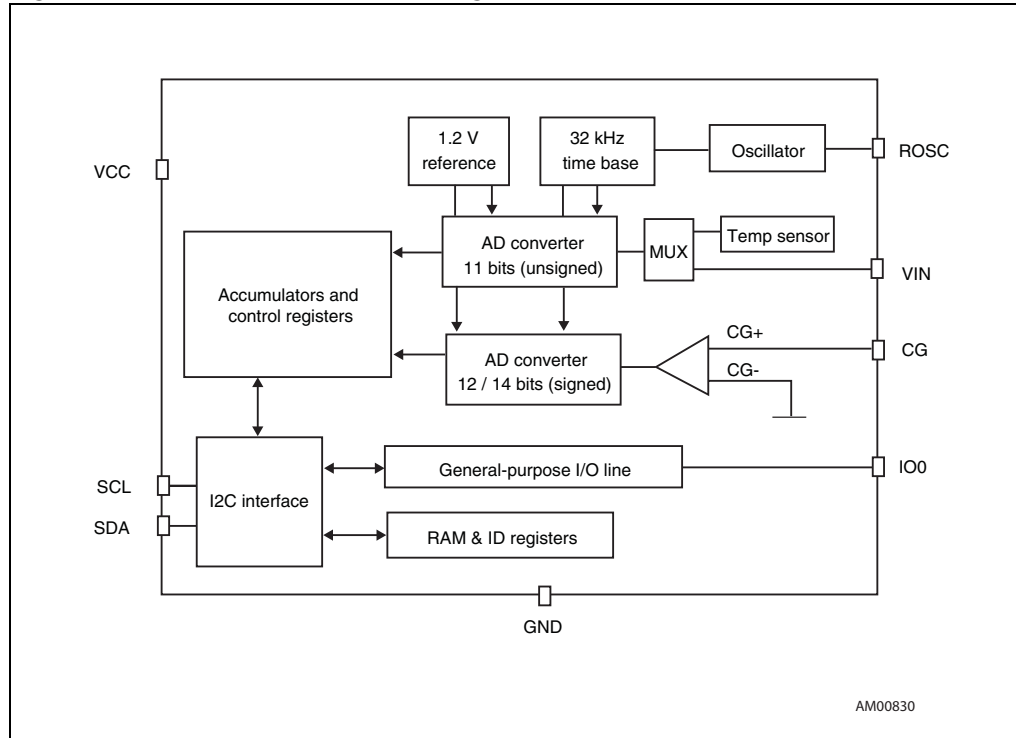 1.2 V
reference
32 kHz
time base
Oscillator
ROSC
VCC
AD converter
11 bits (unsigned)
MUX
Temp sensor
VIN
Accumulators and
control registers
AD converter
12 / 14 bits (signed)
CG+
CG-
CG
SCL
SDA
I2C interface
General-purpose I/O line
IO0
RAM & ID registers
GND
AM00830